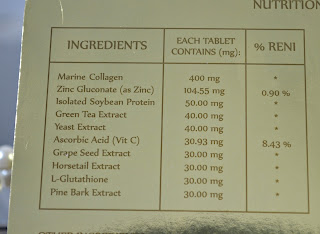 NUTRITION
INGREDIENTS EACH TABLET CONTAINS (mg): % RENI
Marine Collagen 400 mg *
Zinc Gluconate (as Zinc) 104.55 mg 0.90 %
Isolated Soybean Protein 50.00 mg *
Green Tea Extract 40.00 mg *
Yeast Extract 40.00 mg *
Ascorbic Acid (Vit C) 30.93 mg 8.43 %
Grape Seed Extract 30.00 mg *
Horsetail Extract 30.00 mg *
L-Glutathione 30.00 mg *
Pine Bark Extract 30.00 mg *